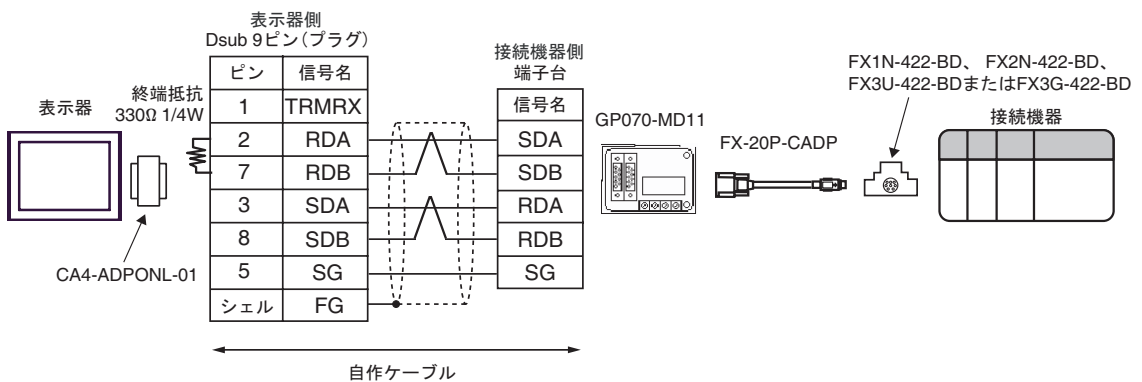 表示器
終端抵抗
330Ω 1/4W
CA4-ADPONL-01
表示器側
Dsub 9ピン(プラグ)
ピン 信号名
1 TRMRX
2 RDA
7 RDB
3 SDA
8 SDB
5 SG
シェル FG
自作ケーブル
接続機器側
端子台
信号名
SDA
SDB
RDA
RDB
SG
GP070-MD11
FX-20P-CADP
FX1N-422-BD、 FX2N-422-BD、
FX3U-422-BDまたはFX3G-422-BD
接続機器